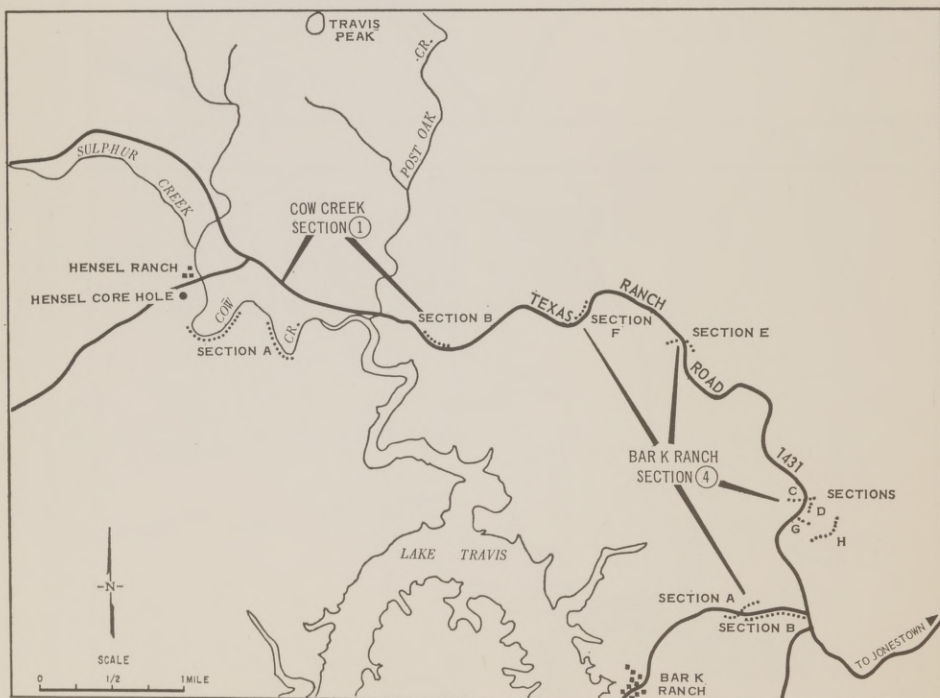 TRAVIS
PEAK
CR.
POST OAK
SULPHUR
CREEK
COW CREEK
SECTION 1
HENSEL RANCH
HENSEL CORE HOLE
COW
CR.
SECTION A
SECTION B
TEXAS
RANCH
ROAD
1431
SECTION
F
SECTION E
BAR K RANCH
SECTION 4
C
SECTIONS
D
G
H
LAKE TRAVIS
N
SECTION A
SECTION B
TO JONESTOWN
SCALE
0 1/2 1 MILE
BAR K
RANCH